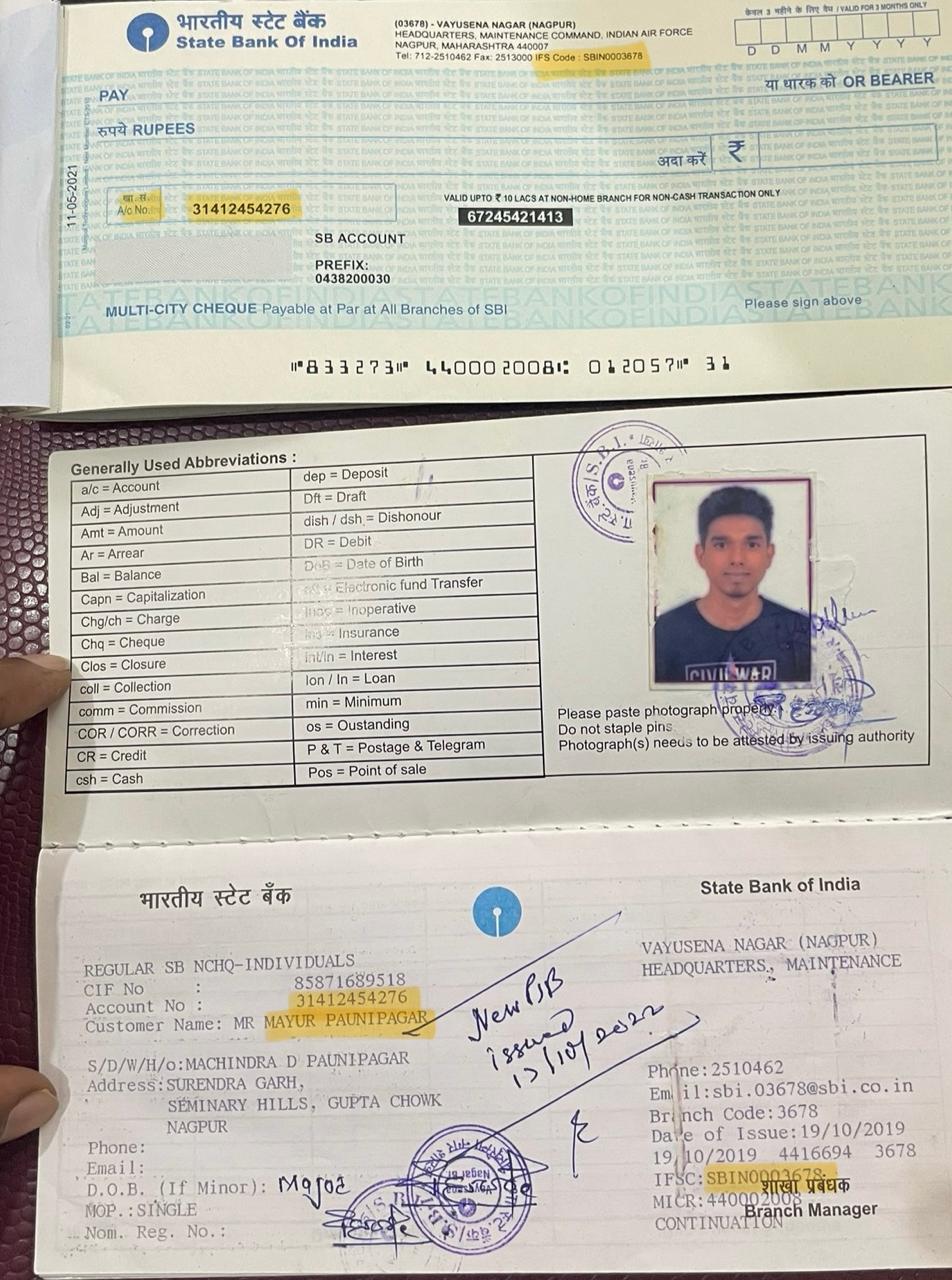 भारतीय स्टेट बैंक
State Bank Of India
(03678) - VAYUSENA NAGAR (NAGPUR)
HEADQUARTERS, MAINTENANCE COMMAND, INDIAN AIR FORCE
NAGPUR, MAHARASHTRA 440007
Tel: 712-2510462 Fax: 2513000 IFS Code : SBIN0003678
केवल 3 महीने के लिए वैध / VALID FOR 3 MONTHS ONLY
D D M M Y Y Y Y
PAY
या धारक को OR BEARER
रुपये RUPEES
अदा करें ₹
11-05-2021
खा. सं.
A/c No.
31412454276
VALID UPTO ₹ 10 LACS AT NON-HOME BRANCH FOR NON-CASH TRANSACTION ONLY
67245421413
SB ACCOUNT
PREFIX:
0438200030
MULTI-CITY CHEQUE Payable at Par at All Branches of SBI
Please sign above
⑈833273⑈ 440002008⑆ 012057⑈ 31
Generally Used Abbreviations :
a/c = Account
Adj = Adjustment
Amt = Amount
Ar = Arrear
Bal = Balance
Capn = Capitalization
Chg/ch = Charge
Chq = Cheque
Clos = Closure
coll = Collection
comm = Commission
COR / CORR = Correction
CR = Credit
csh = Cash
dep = Deposit
Dft = Draft
dish / dsh = Dishonour
DR = Debit
DoB = Date of Birth
eft = Electronic fund Transfer
Inop = Inoperative
Ins = Insurance
int/in = Interest
lon / ln = Loan
min = Minimum
os = Oustanding
P & T = Postage & Telegram
Pos = Point of sale
S.B.I.
CIVIL WAR
Please paste photograph properly.
Do not staple pins.
Photograph(s) needs to be attested by issuing authority
भारतीय स्टेट बैंक
State Bank of India
REGULAR SB NCHQ-INDIVIDUALS
CIF No : 85871689518
Account No : 31412454276
Customer Name: MR MAYUR PAUNIPAGAR
S/D/W/H/o:MACHINDRA D PAUNIPAGAR
Address:SURENDRA GARH,
SEMINARY HILLS, GUPTA CHOWK
NAGPUR
Phone:
Email:
D.O.B. (If Minor): Major
MOP.:SINGLE
Nom. Reg. No.:
New PSB
issued
13/10/2022
VAYUSENA NAGAR (NAGPUR)
HEADQUARTERS, MAINTENANCE
Phone:2510462
Email:sbi.03678@sbi.co.in
Branch Code:3678
Date of Issue:19/10/2019
19/10/2019 4416694 3678
IFSC:SBIN0003678
शाखा प्रबंधक
MICR:440002008
Branch Manager
CONTINUATION